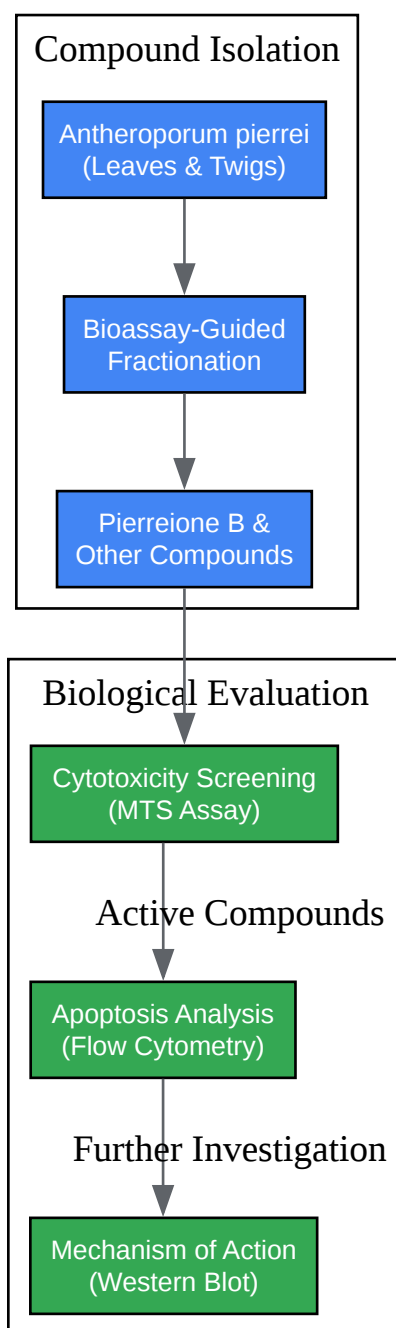 Compound Isolation
Antheroporum pierrei
(Leaves & Twigs)
Bioassay-Guided
Fractionation
Pierreione B &
Other Compounds
Biological Evaluation
Cytotoxicity Screening
(MTS Assay)
Active Compounds
Apoptosis Analysis
(Flow Cytometry)
Further Investigation
Mechanism of Action
(Western Blot)